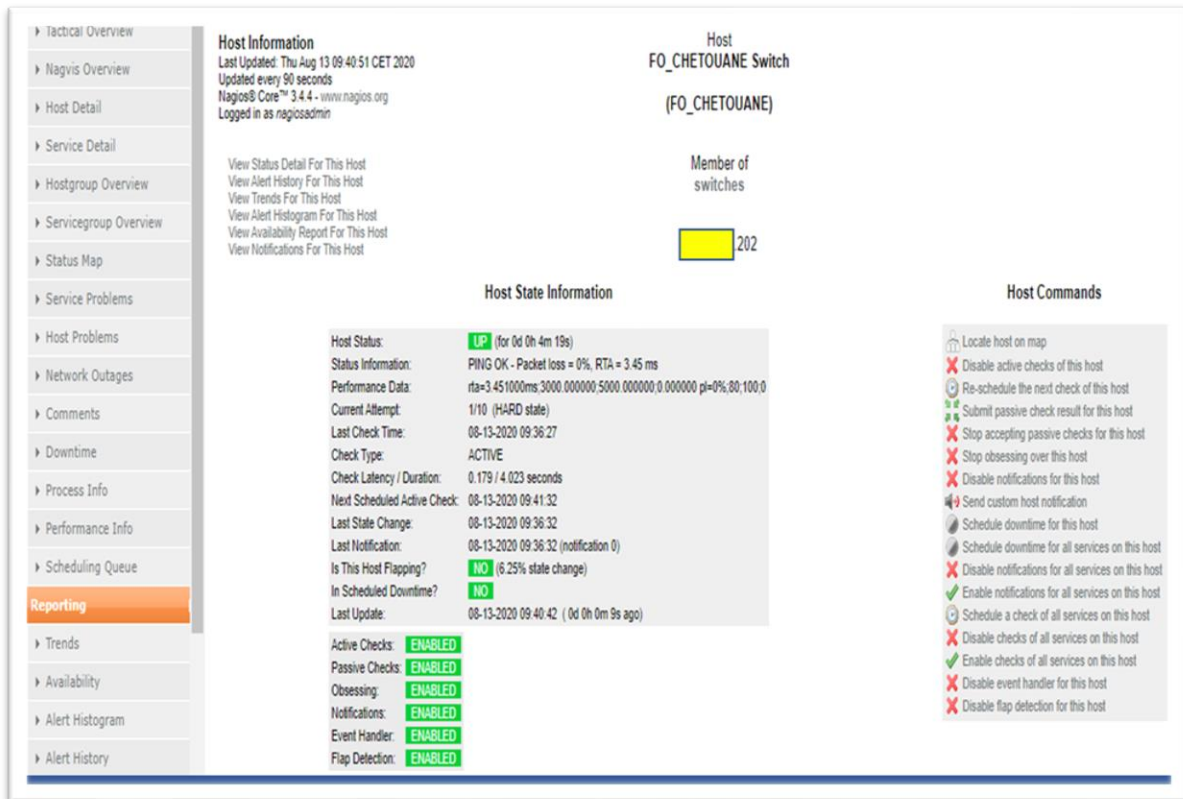 Tactical Overview
Nagvis Overview
Host Detail
Service Detail
Hostgroup Overview
Servicegroup Overview
Status Map
Service Problems
Host Problems
Network Outages
Comments
Downtime
Process Info
Performance Info
Scheduling Queue
Reporting
Trends
Availability
Alert Histogram
Alert History
Host Information
Last Updated: Thu Aug 13 09:40:51 CET 2020
Updated every 90 seconds
Nagios® Core™ 3.4.4 - www.nagios.org
Logged in as nagiosadmin
View Status Detail For This Host
View Alert History For This Host
View Trends For This Host
View Alert Histogram For This Host
View Availability Report For This Host
View Notifications For This Host
Host
FO_CHETOUANE Switch
(FO_CHETOUANE)
Member of
switches
.202
Host State Information
Host Status: UP (for 0d 0h 4m 19s)
Status Information: PING OK - Packet loss = 0%, RTA = 3.45 ms
Performance Data: rta=3.451000ms;3000.000000;5000.000000;0.000000 pl=0%;80;100;0
Current Attempt: 1/10 (HARD state)
Last Check Time: 08-13-2020 09:36:27
Check Type: ACTIVE
Check Latency / Duration: 0.179 / 4.023 seconds
Next Scheduled Active Check: 08-13-2020 09:41:32
Last State Change: 08-13-2020 09:36:32
Last Notification: 08-13-2020 09:36:32 (notification 0)
Is This Host Flapping? NO (6.25% state change)
In Scheduled Downtime? NO
Last Update: 08-13-2020 09:40:42 ( 0d 0h 0m 9s ago)
Active Checks: ENABLED
Passive Checks: ENABLED
Obsessing: ENABLED
Notifications: ENABLED
Event Handler: ENABLED
Flap Detection: ENABLED
Host Commands
Locate host on map
Disable active checks of this host
Re-schedule the next check of this host
Submit passive check result for this host
Stop accepting passive checks for this host
Stop obsessing over this host
Disable notifications for this host
Send custom host notification
Schedule downtime for this host
Schedule downtime for all services on this host
Disable notifications for all services on this host
Enable notifications for all services on this host
Schedule a check of all services on this host
Disable checks of all services on this host
Enable checks of all services on this host
Disable event handler for this host
Disable flap detection for this host